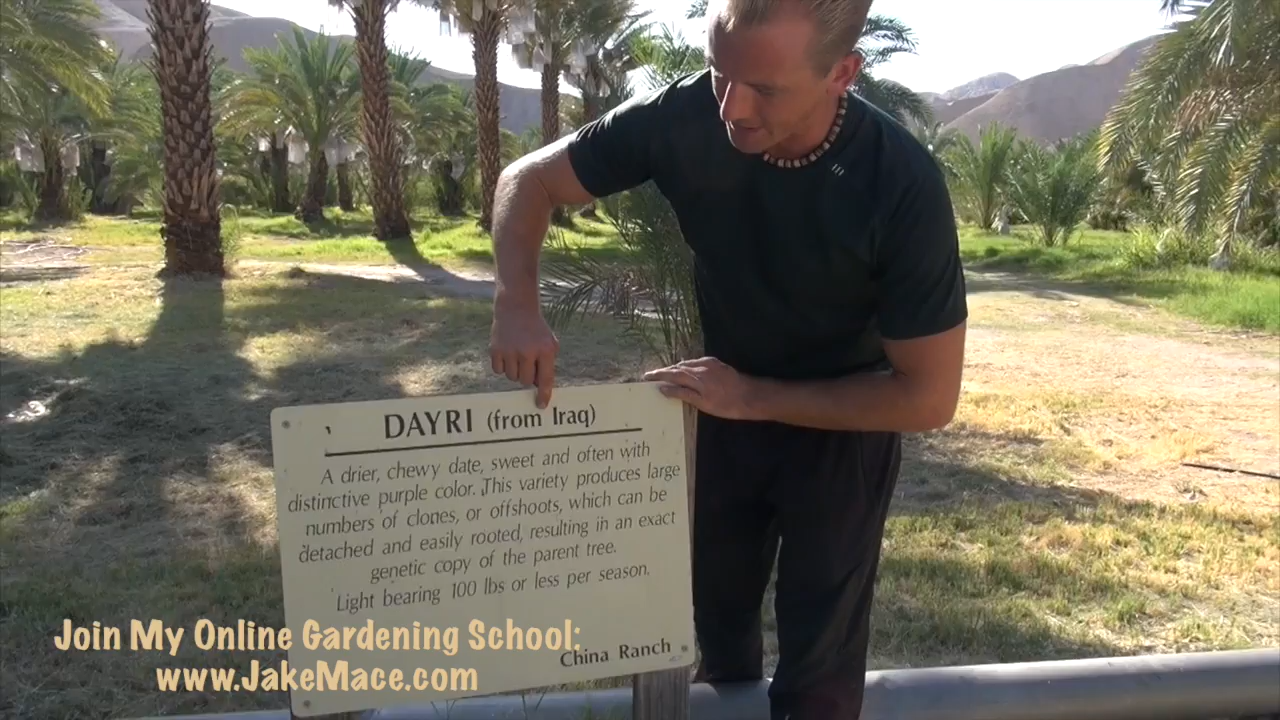 DAYRI (from Iraq)
A drier, chewy date, sweet and often with
distinctive purple color. This variety produces large
numbers of clones, or offshoots, which can be
detached and easily rooted, resulting in an exact
genetic copy of the parent tree.
Light bearing 100 lbs or less per season.
China Ranch
Join My Online Gardening School:
www.JakeMace.com